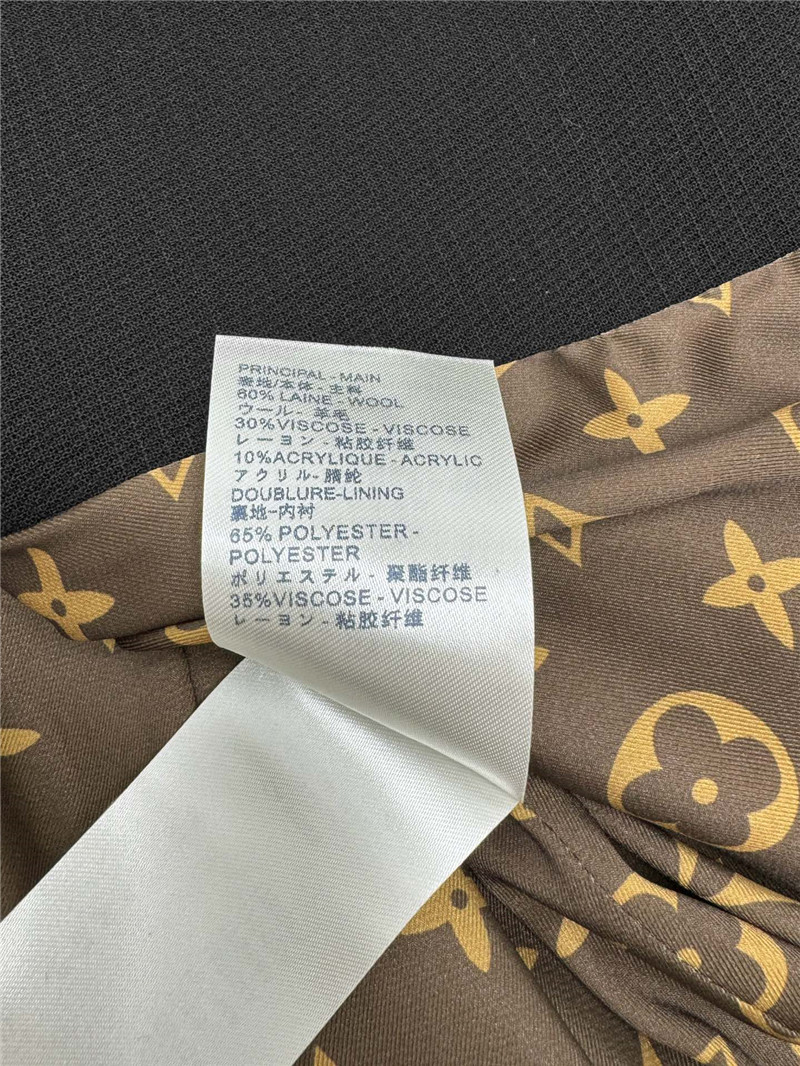 PRINCIPAL - MAIN
表地/本体 - 主料
60% LAINE - WOOL
ウール - 羊毛
30%VISCOSE - VISCOSE
レーヨン - 粘胶纤维
10%ACRYLIQUE - ACRYLIC
アクリル - 腈纶
DOUBLURE-LINING
裏地-内衬
65% POLYESTER -
POLYESTER
ポリエステル - 聚酯纤维
35%VISCOSE - VISCOSE
レーヨン - 粘胶纤维